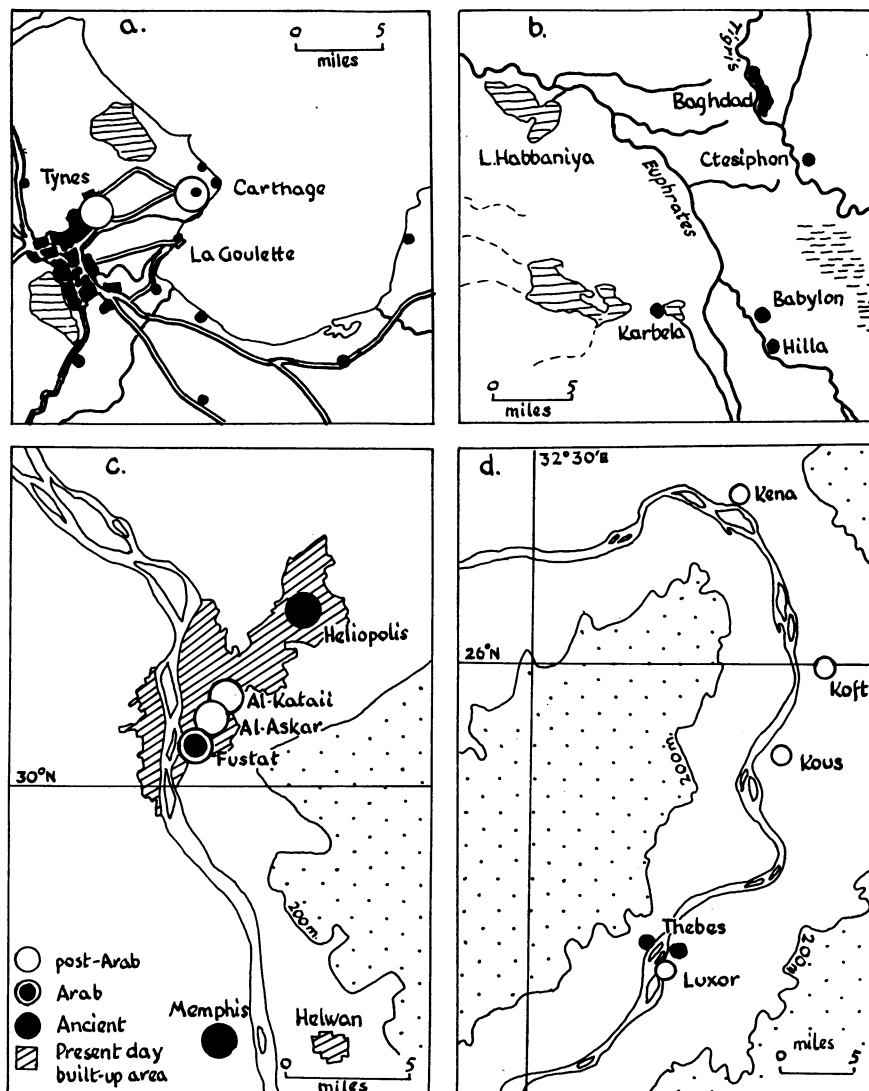 a.
0 5
miles
Tynes
Carthage
La Goulette
b.
Tigris
Baghdad
L.Habbaniya
Ctesiphon
Euphrates
Babylon
Karbela
Hilla
0 5
miles
c.
Heliopolis
Al-Kataii
Al-Askar
Fustat
30°N
200m.
post-Arab
Arab
Ancient
Present day
built-up area
Memphis
Helwan
0 5
miles
d.
32°30'E
Kena
26°N
Koft
200m.
Kous
Thebes
Luxor
200m
miles
0 5